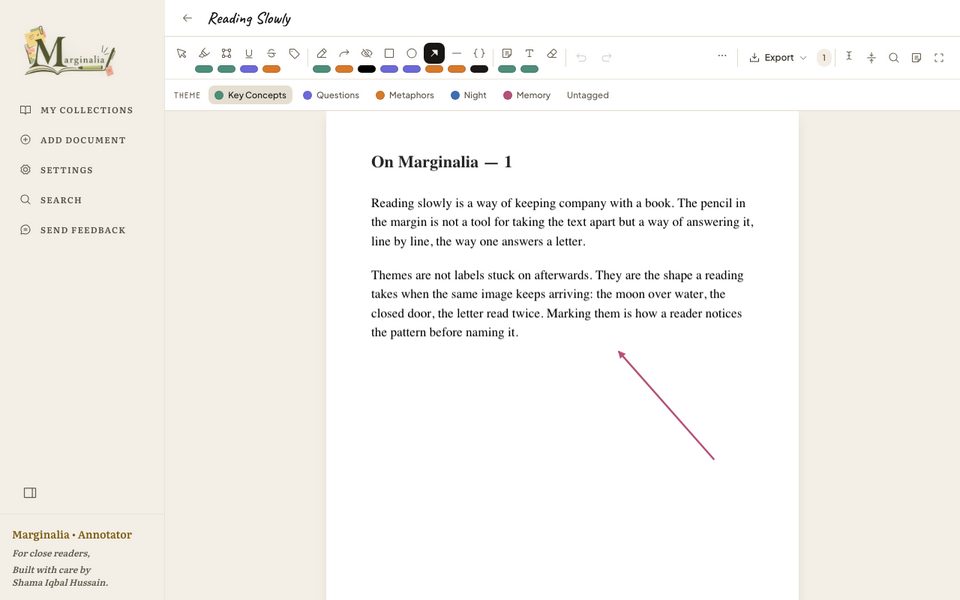 Marginalia
MY COLLECTIONS
ADD DOCUMENT
SETTINGS
SEARCH
SEND FEEDBACK
Marginalia • Annotator
For close readers,
Built with care by
Shama Iqbal Hussain.
Reading Slowly
U S T
Export 1
THEME Key Concepts Questions Metaphors Night Memory Untagged
On Marginalia — 1
Reading slowly is a way of keeping company with a book. The pencil in
the margin is not a tool for taking the text apart but a way of answering it,
line by line, the way one answers a letter.
Themes are not labels stuck on afterwards. They are the shape a reading
takes when the same image keeps arriving: the moon over water, the
closed door, the letter read twice. Marking them is how a reader notices
the pattern before naming it.